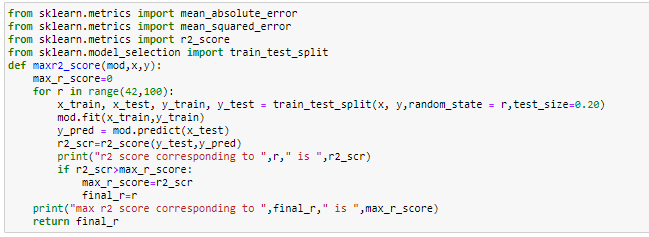 from sklearn.metrics import mean_absolute_error
from sklearn.metrics import mean_squared_error
from sklearn.metrics import r2_score
from sklearn.model_selection import train_test_split
def maxr2_score(mod,x,y):
    max_r_score=0
    for r in range(42,100):
        x_train, x_test, y_train, y_test = train_test_split(x, y,random_state = r,test_size=0.20)
        mod.fit(x_train,y_train)
        y_pred = mod.predict(x_test)
        r2_scr=r2_score(y_test,y_pred)
        print("r2 score corresponding to ",r," is ",r2_scr)
        if r2_scr>max_r_score:
            max_r_score=r2_scr
            final_r=r
    print("max r2 score corresponding to ",final_r," is ",max_r_score)
    return final_r